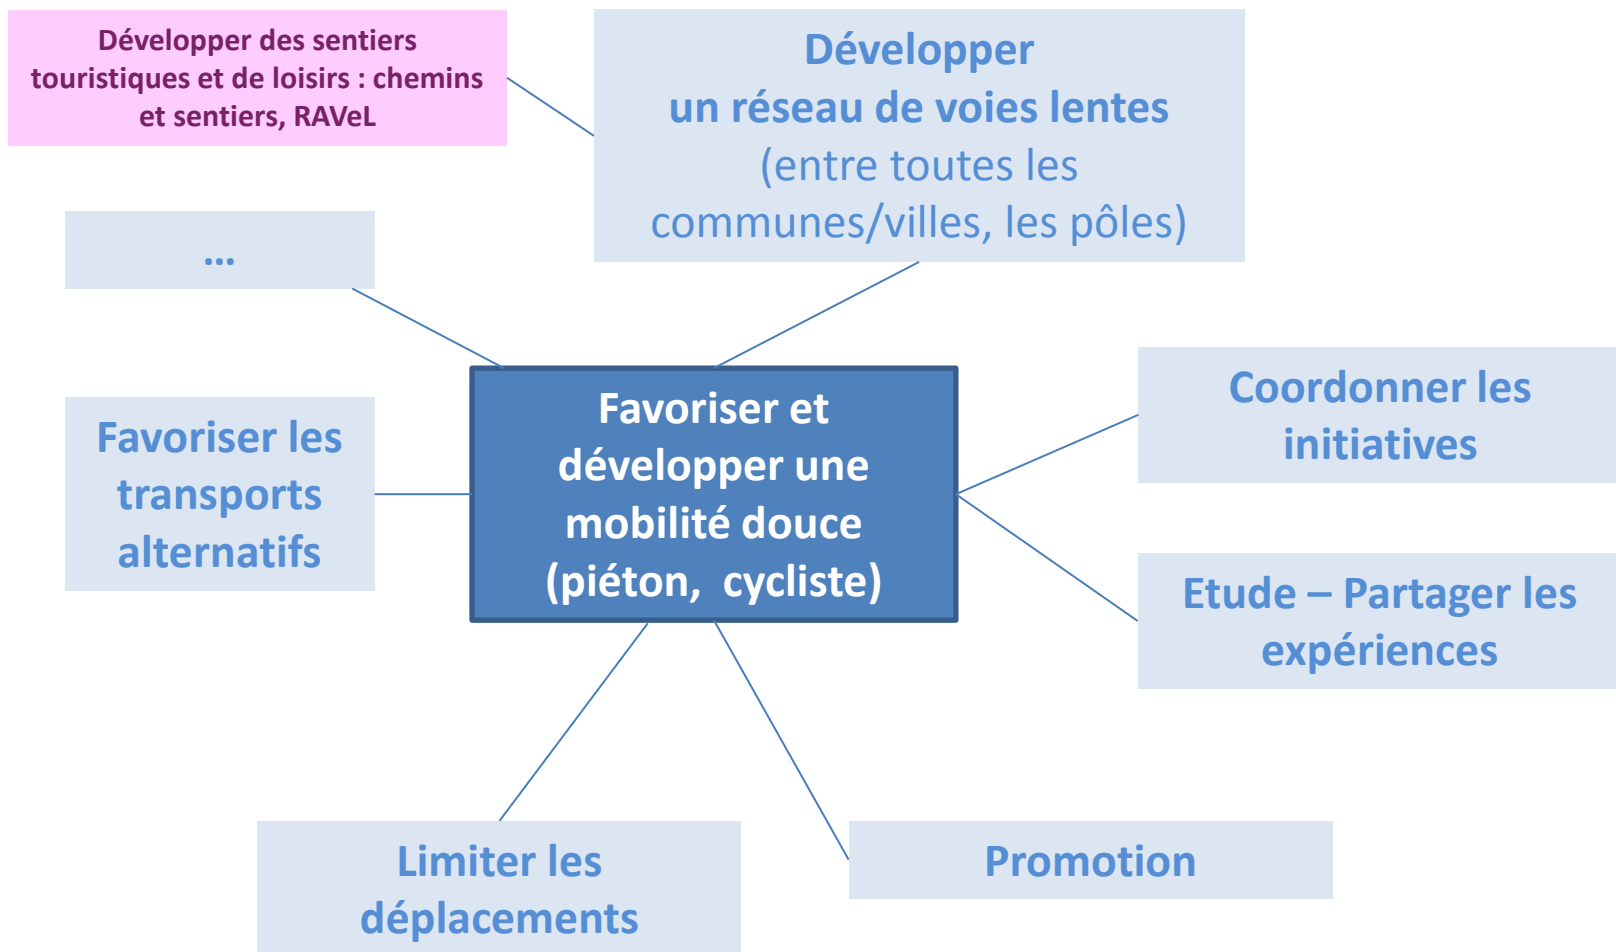 Développer des sentiers
touristiques et de loisirs : chemins
et sentiers, RAVeL
Développer
un réseau de voies lentes
(entre toutes les
communes/villes, les pôles)
...
Favoriser les
transports
alternatifs
Favoriser et
développer une
mobilité douce
(piéton, cycliste)
Coordonner les
initiatives
Etude – Partager les
expériences
Limiter les
déplacements
Promotion